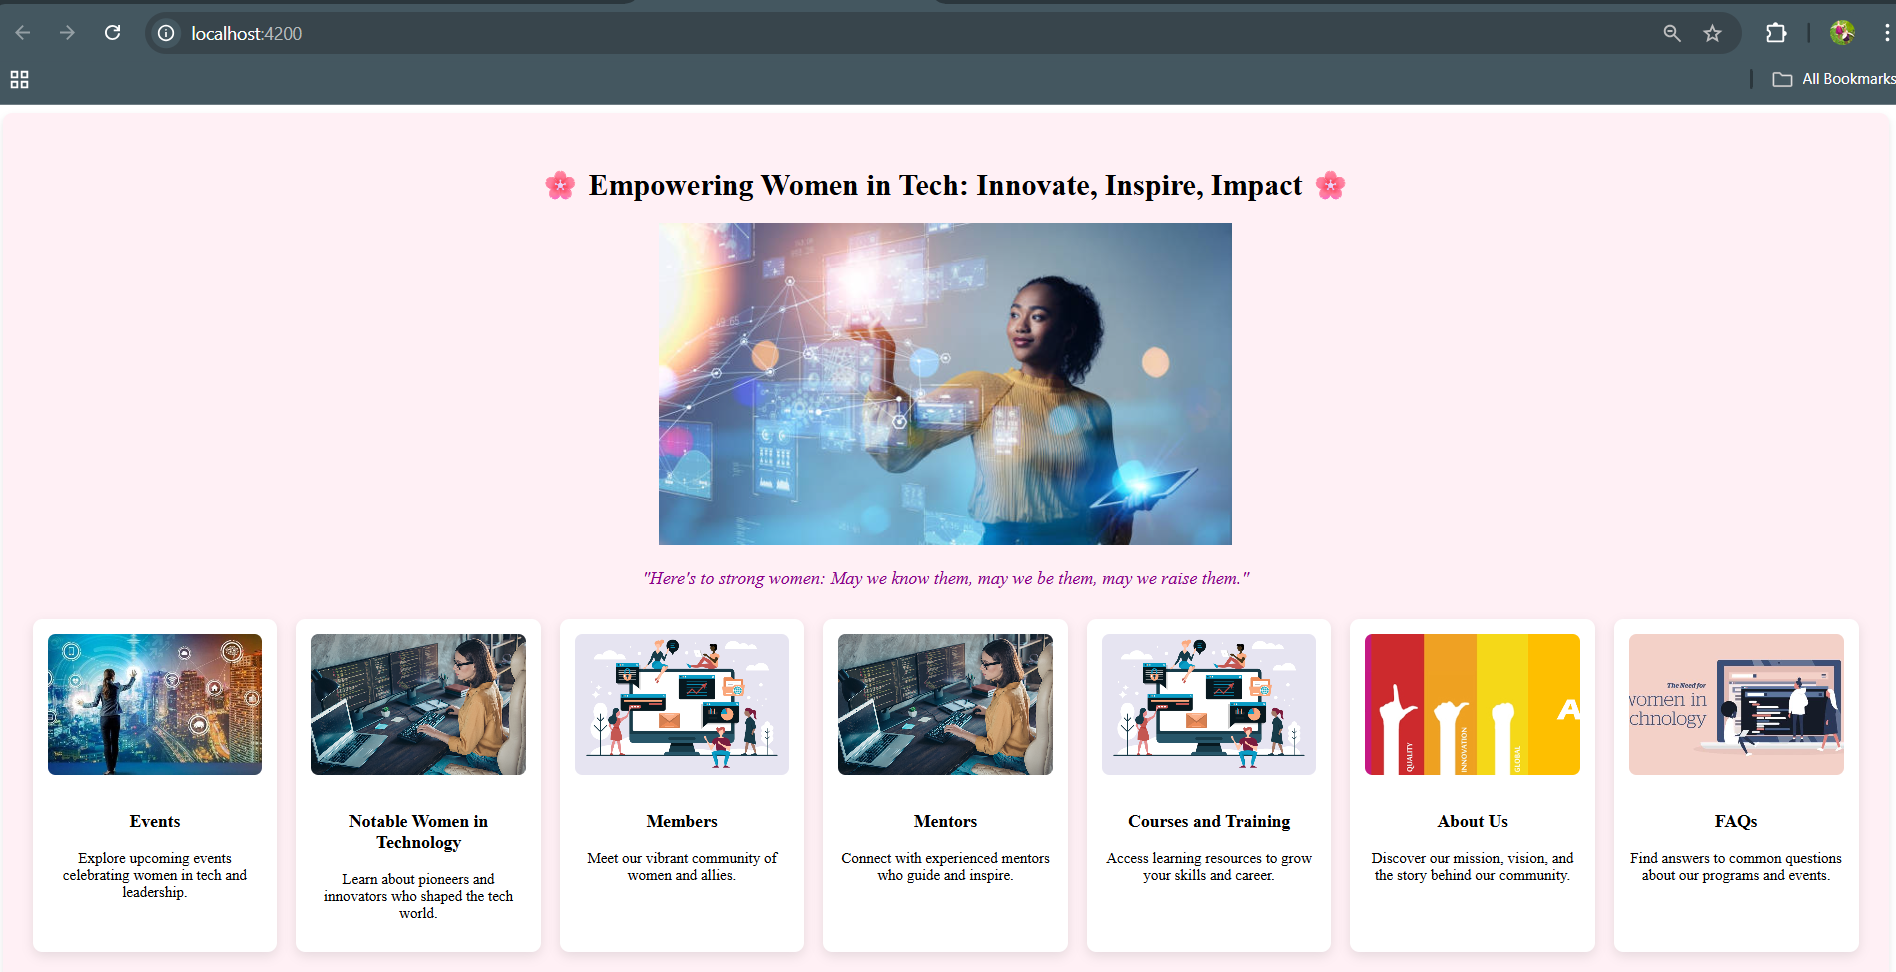 localhost:4200
All Bookmarks
🌸 Empowering Women in Tech: Innovate, Inspire, Impact 🌸
49.65
"Here's to strong women: May we know them, may we be them, may we raise them."
QUALITY
INNOVATION
GLOBAL
A
The Need for
women in
chnology
Events
Explore upcoming events
celebrating women in tech and
leadership.
Notable Women in
Technology
Learn about pioneers and
innovators who shaped the tech
world.
Members
Meet our vibrant community of
women and allies.
Mentors
Connect with experienced mentors
who guide and inspire.
Courses and Training
Access learning resources to grow
your skills and career.
About Us
Discover our mission, vision, and
the story behind our community.
FAQs
Find answers to common questions
about our programs and events.